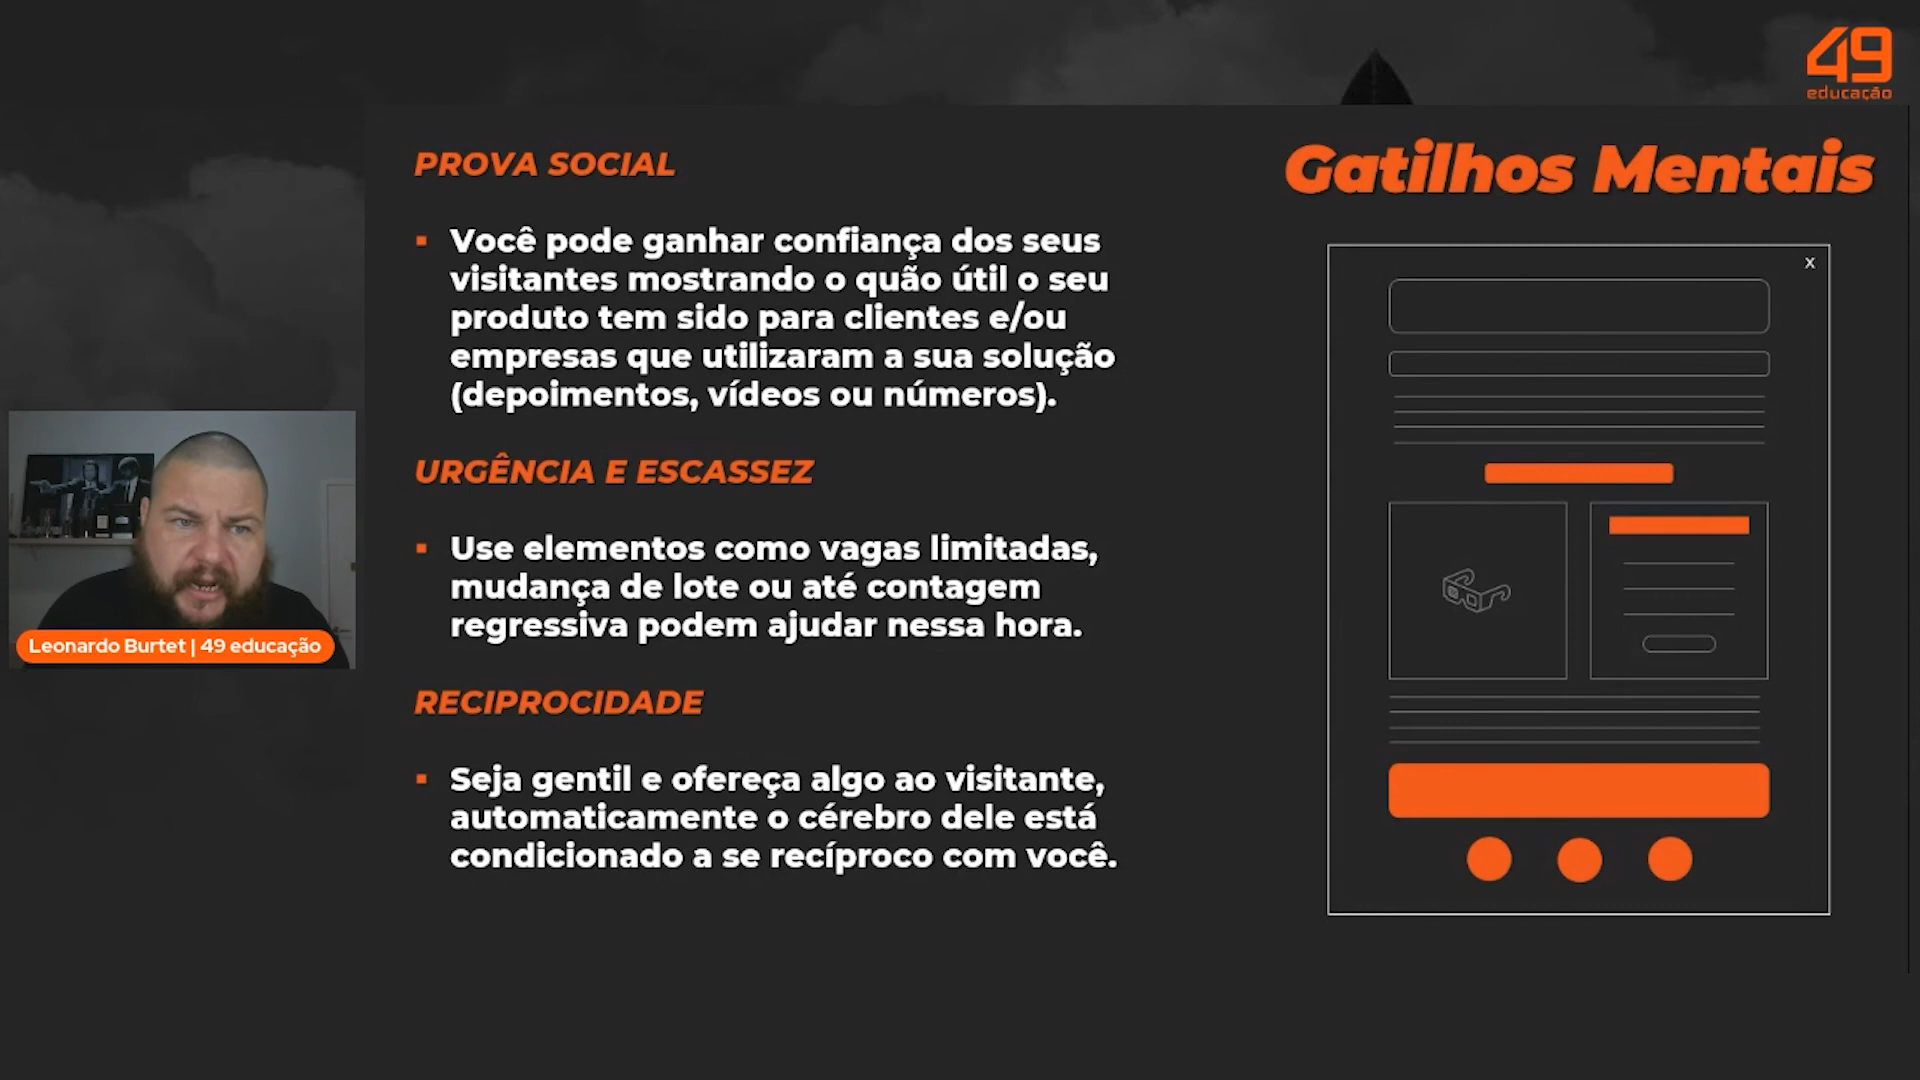 49
educação
Gatilhos Mentais
PROVA SOCIAL
▪ Você pode ganhar confiança dos seus
visitantes mostrando o quão útil o seu
produto tem sido para clientes e/ou
empresas que utilizaram a sua solução
(depoimentos, vídeos ou números).
URGÊNCIA E ESCASSEZ
▪ Use elementos como vagas limitadas,
mudança de lote ou até contagem
regressiva podem ajudar nessa hora.
RECIPROCIDADE
▪ Seja gentil e ofereça algo ao visitante,
automaticamente o cérebro dele está
condicionado a se recíproco com você.
x
Leonardo Burtet | 49 educação